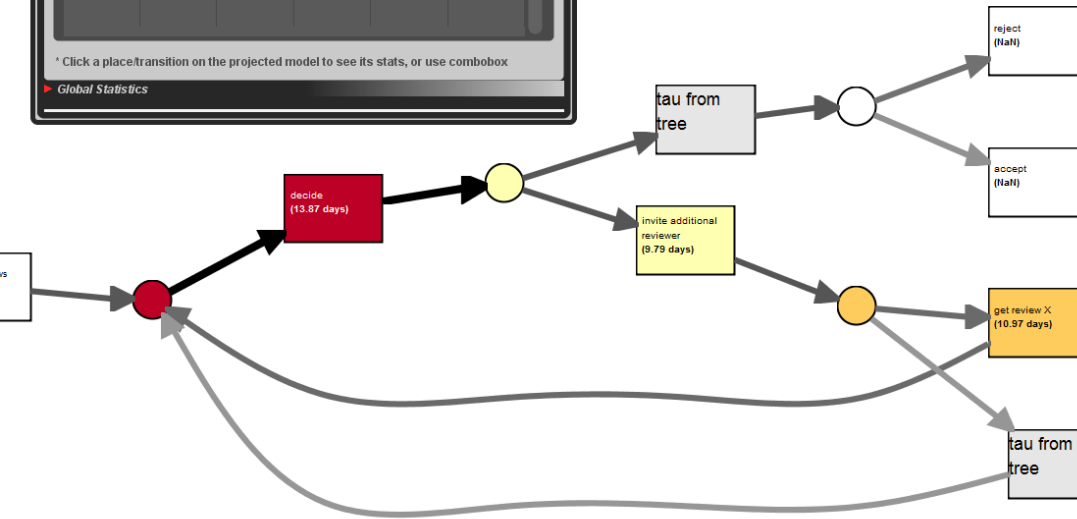 * Click a place/transition on the projected model to see its stats, or use combobox
Global Statistics
reject
(NaN)
tau from
tree
accept
(NaN)
decide
(13.87 days)
invite additional
reviewer
(9.79 days)
get review X
(10.97 days)
tau from
tree